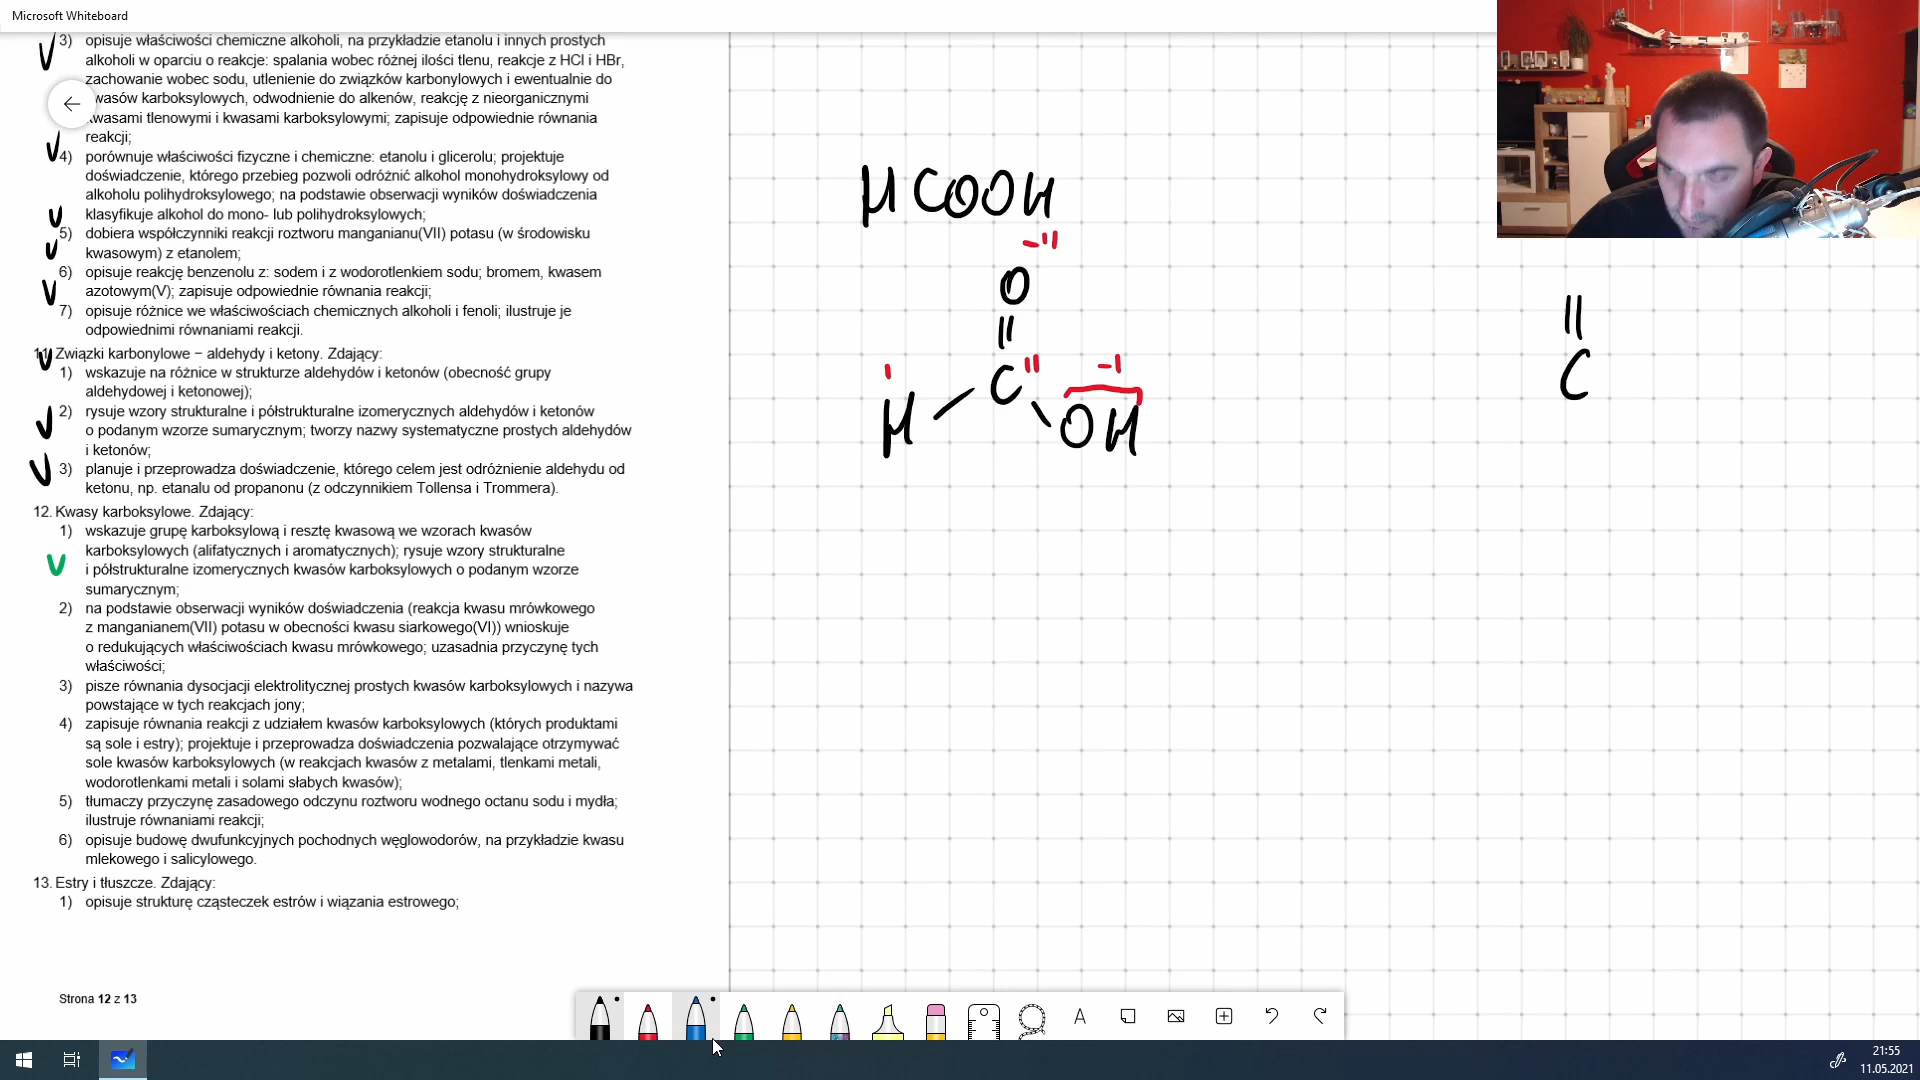 Microsoft Whiteboard
3) opisuje właściwości chemiczne alkoholi, na przykładzie etanolu i innych prostych
alkoholi w oparciu o reakcje: spalania wobec różnej ilości tlenu, reakcje z HCl i HBr,
zachowanie wobec sodu, utlenienie do związków karbonylowych i ewentualnie do
kwasów karboksylowych, odwodnienie do alkenów, reakcję z nieorganicznymi
kwasami tlenowymi i kwasami karboksylowymi; zapisuje odpowiednie równania
reakcji;
4) porównuje właściwości fizyczne i chemiczne: etanolu i glicerolu; projektuje
doświadczenie, którego przebieg pozwoli odróżnić alkohol monohydroksylowy od
alkoholu polihydroksylowego; na podstawie obserwacji wyników doświadczenia
klasyfikuje alkohol do mono- lub polihydroksylowych;
5) dobiera współczynniki reakcji roztworu manganianu(VII) potasu (w środowisku
kwasowym) z etanolem;
6) opisuje reakcję benzenolu z: sodem i z wodorotlenkiem sodu; bromem, kwasem
azotowym(V); zapisuje odpowiednie równania reakcji;
7) opisuje różnice we właściwościach chemicznych alkoholi i fenoli; ilustruje je
odpowiednimi równaniami reakcji.
11. Związki karbonylowe − aldehydy i ketony. Zdający:
1) wskazuje na różnice w strukturze aldehydów i ketonów (obecność grupy
aldehydowej i ketonowej);
2) rysuje wzory strukturalne i półstrukturalne izomerycznych aldehydów i ketonów
o podanym wzorze sumarycznym; tworzy nazwy systematyczne prostych aldehydów
i ketonów;
3) planuje i przeprowadza doświadczenie, którego celem jest odróżnienie aldehydu od
ketonu, np. etanalu od propanonu (z odczynnikiem Tollensa i Trommera).
12. Kwasy karboksylowe. Zdający:
1) wskazuje grupę karboksylową i resztę kwasową we wzorach kwasów
karboksylowych (alifatycznych i aromatycznych); rysuje wzory strukturalne
i półstrukturalne izomerycznych kwasów karboksylowych o podanym wzorze
sumarycznym;
2) na podstawie obserwacji wyników doświadczenia (reakcja kwasu mrówkowego
z manganianem(VII) potasu w obecności kwasu siarkowego(VI)) wnioskuje
o redukujących właściwościach kwasu mrówkowego; uzasadnia przyczynę tych
właściwości;
3) pisze równania dysocjacji elektrolitycznej prostych kwasów karboksylowych i nazywa
powstające w tych reakcjach jony;
4) zapisuje równania reakcji z udziałem kwasów karboksylowych (których produktami
są sole i estry); projektuje i przeprowadza doświadczenia pozwalające otrzymywać
sole kwasów karboksylowych (w reakcjach kwasów z metalami, tlenkami metali,
wodorotlenkami metali i solami słabych kwasów);
5) tłumaczy przyczynę zasadowego odczynu roztworu wodnego octanu sodu i mydła;
ilustruje równaniami reakcji;
6) opisuje budowę dwufunkcyjnych pochodnych węglowodorów, na przykładzie kwasu
mlekowego i salicylowego.
13. Estry i tłuszcze. Zdający:
1) opisuje strukturę cząsteczek estrów i wiązania estrowego;
Strona 12 z 13
HCOOH
-II
O
||
I C II -I
H OH
||
C
A
21:55
11.05.2021